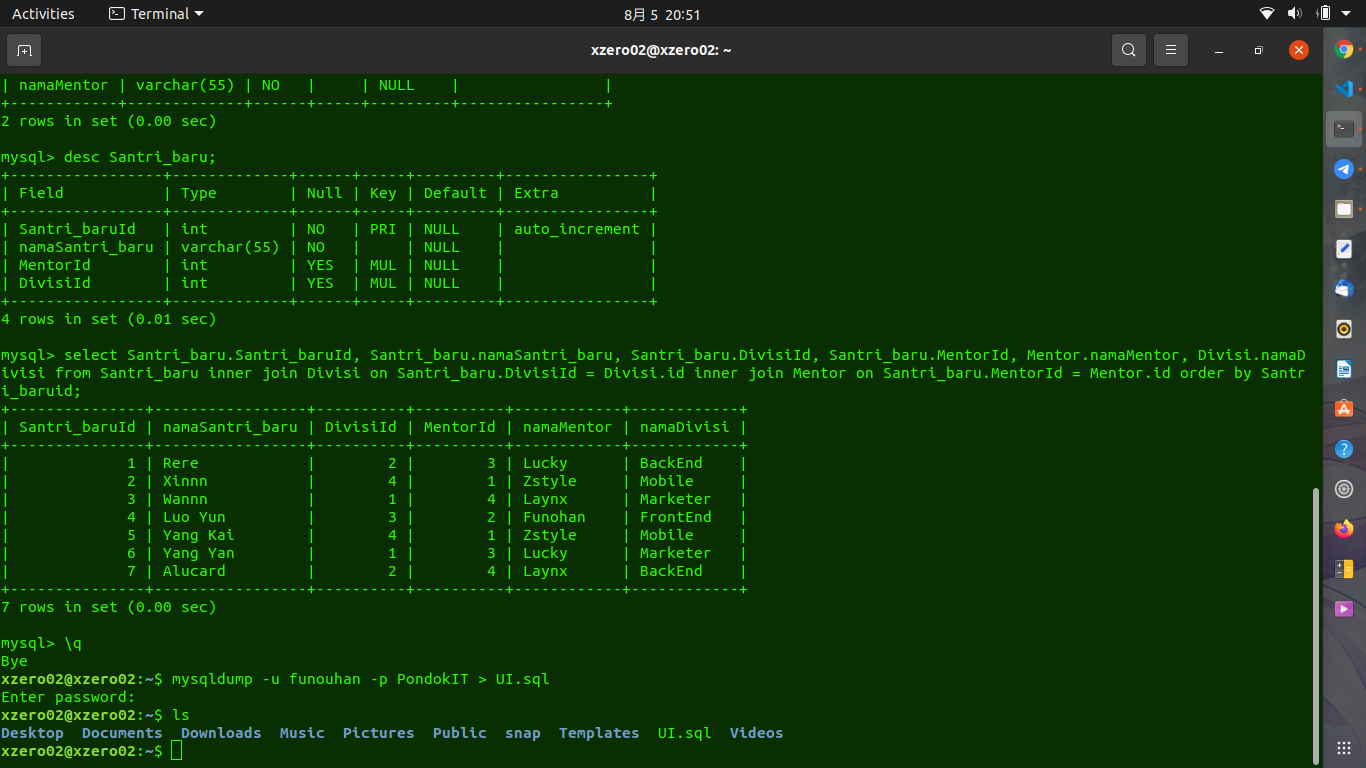 Activities Terminal 8月 5 20:51
xzero02@xzero02: ~
| namaMentor | varchar(55) | NO   |     | NULL    |                |
+------------+-------------+------+-----+---------+----------------+
2 rows in set (0.00 sec)
mysql> desc Santri_baru;
+-----------------+-------------+------+-----+---------+----------------+
| Field           | Type        | Null | Key | Default | Extra          |
+-----------------+-------------+------+-----+---------+----------------+
| Santri_baruId   | int         | NO   | PRI | NULL    | auto_increment |
| namaSantri_baru | varchar(55) | NO   |     | NULL    |                |
| MentorId        | int         | YES  | MUL | NULL    |                |
| DivisiId        | int         | YES  | MUL | NULL    |                |
+-----------------+-------------+------+-----+---------+----------------+
4 rows in set (0.01 sec)
mysql> select Santri_baru.Santri_baruId, Santri_baru.namaSantri_baru, Santri_baru.DivisiId, Santri_baru.MentorId, Mentor.namaMentor, Divisi.namaD
ivisi from Santri_baru inner join Divisi on Santri_baru.DivisiId = Divisi.id inner join Mentor on Santri_baru.MentorId = Mentor.id order by Santr
i_baruid;
+---------------+-----------------+----------+----------+------------+------------+
| Santri_baruId | namaSantri_baru | DivisiId | MentorId | namaMentor | namaDivisi |
+---------------+-----------------+----------+----------+------------+------------+
|             1 | Rere            |        2 |        3 | Lucky      | BackEnd    |
|             2 | Xinnn           |        4 |        1 | Zstyle     | Mobile     |
|             3 | Wannn           |        1 |        4 | Laynx      | Marketer   |
|             4 | Luo Yun         |        3 |        2 | Funohan    | FrontEnd   |
|             5 | Yang Kai        |        4 |        1 | Zstyle     | Mobile     |
|             6 | Yang Yan        |        1 |        3 | Lucky      | Marketer   |
|             7 | Alucard         |        2 |        4 | Laynx      | BackEnd    |
+---------------+-----------------+----------+----------+------------+------------+
7 rows in set (0.00 sec)
mysql> \q
Bye
xzero02@xzero02:~$ mysqldump -u funouhan -p PondokIT > UI.sql
Enter password:
xzero02@xzero02:~$ ls
Desktop  Documents  Downloads  Music  Pictures  Public  snap  Templates  UI.sql  Videos
xzero02@xzero02:~$